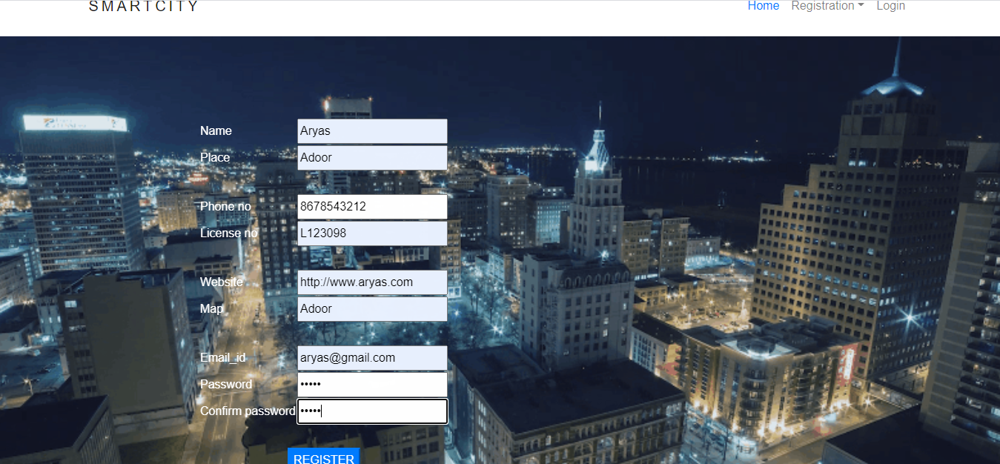 SMARTCITY Home Registration Login
Name Aryas
Place Adoor
Phone no 8678543212
License no L123098
Website http://www.aryas.com
Map Adoor
Email_id aryas@gmail.com
Password •••••
Confirm password •••••
REGISTER